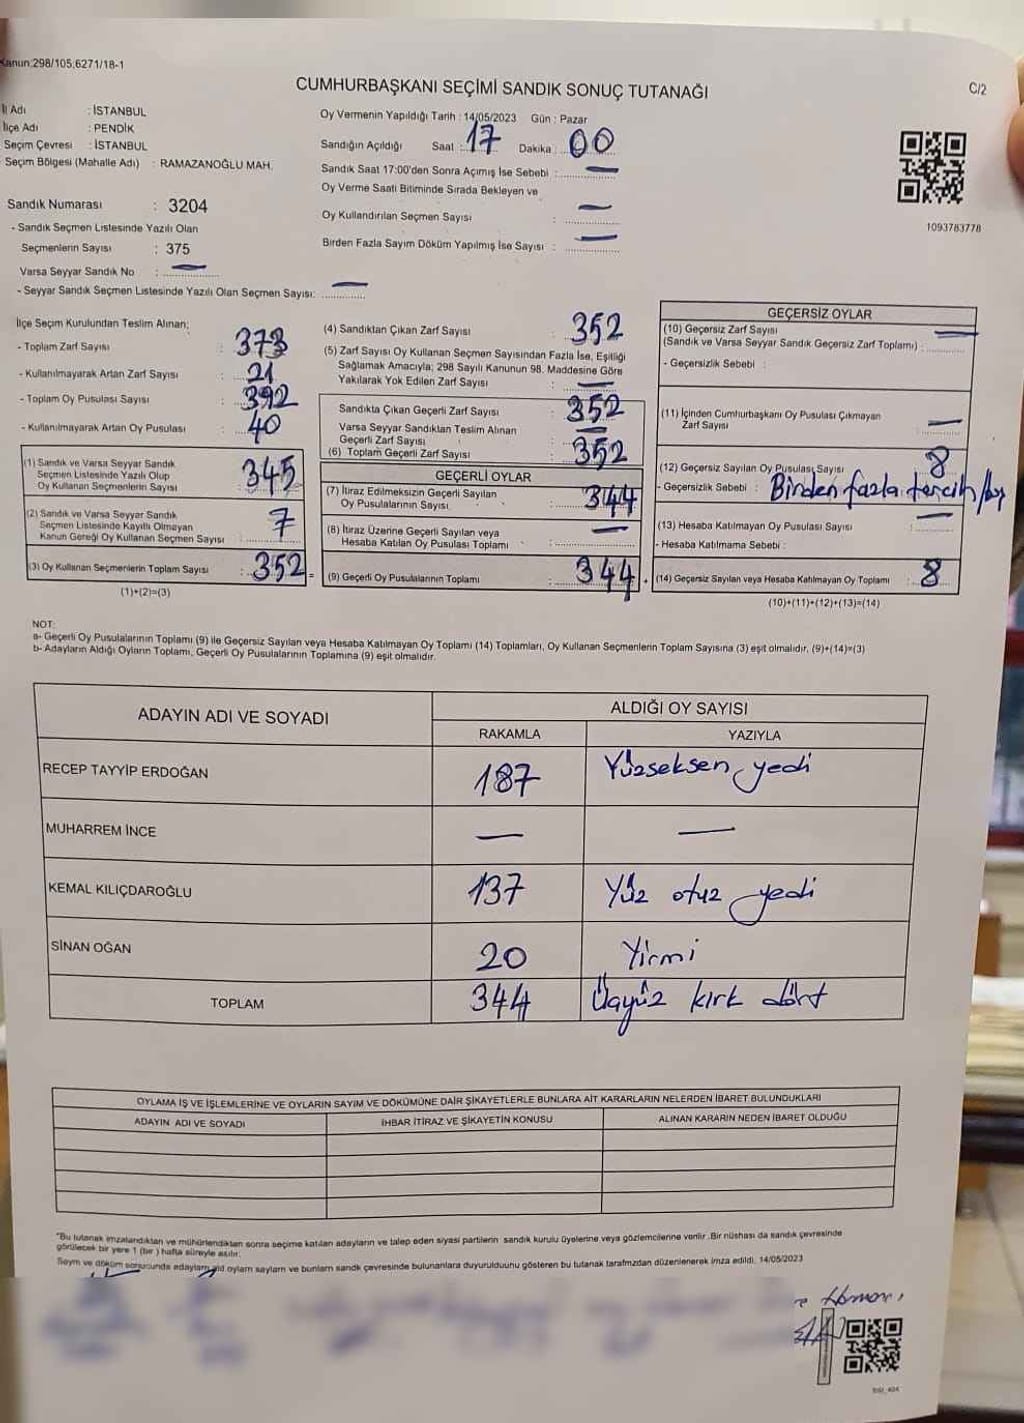 Kanun:298/105;6271/18-1
CUMHURBAŞKANI SEÇİMİ SANDIK SONUÇ TUTANAĞI
C/2
İl Adı : İSTANBUL
İlçe Adı : PENDİK
Seçim Çevresi : İSTANBUL
Seçim Bölgesi (Mahalle Adı) : RAMAZANOĞLU MAH.
Sandık Numarası : 3204
- Sandık Seçmen Listesinde Yazılı Olan
Seçmenlerin Sayısı : 375
Varsa Seyyar Sandık No : —
- Seyyar Sandık Seçmen Listesinde Yazılı Olan Seçmen Sayısı: —
Oy Vermenin Yapıldığı Tarih : 14/05/2023 Gün : Pazar
Sandığın Açıldığı Saat : 17 Dakika : 00
Sandık Saat 17:00'den Sonra Açımış İse Sebebi : —
Oy Verme Saati Bitiminde Sırada Bekleyen ve —
Oy Kullandırılan Seçmen Sayısı :
Birden Fazla Sayım Döküm Yapılmış İse Sayısı : —
1093783778
İlçe Seçim Kurulundan Teslim Alınan;
- Toplam Zarf Sayısı : 373
- Kullanılmayarak Artan Zarf Sayısı : 21
- Toplam Oy Pusulası Sayısı : 392
- Kullanılmayarak Artan Oy Pusulası : 40
(1) Sandık ve Varsa Seyyar Sandık
Seçmen Listesinde Yazılı Olup
Oy Kullanan Seçmenlerin Sayısı : 345
(2) Sandık ve Varsa Seyyar Sandık
Seçmen Listesinde Kayıtlı Olmayan
Kanun Gereği Oy Kullanan Seçmen Sayısı : 7
(3) Oy Kullanan Seçmenlerin Toplam Sayısı : 352 =
(1)+(2)=(3)
(4) Sandıktan Çıkan Zarf Sayısı : 352
(5) Zarf Sayısı Oy Kullanan Seçmen Sayısından Fazla İse, Eşitliği
Sağlamak Amacıyla; 298 Sayılı Kanunun 98. Maddesine Göre
Yakılarak Yok Edilen Zarf Sayısı : —
Sandıkta Çıkan Geçerli Zarf Sayısı : 352
Varsa Seyyar Sandıktan Teslim Alınan
Geçerli Zarf Sayısı : —
(6) Toplam Geçerli Zarf Sayısı : 352
GEÇERLİ OYLAR
(7) İtiraz Edilmeksizin Geçerli Sayılan
Oy Pusulalarının Sayısı : 344
(8) İtiraz Üzerine Geçerli Sayılan veya
Hesaba Katılan Oy Pusulası Toplamı : —
(9) Geçerli Oy Pusulalarının Toplamı : 344
GEÇERSİZ OYLAR
(10) Geçersiz Zarf Sayısı
(Sandık ve Varsa Seyyar Sandık Geçersiz Zarf Toplamı) : —
- Geçersizlik Sebebi :
(11) İçinden Cumhurbaşkanı Oy Pusulası Çıkmayan
Zarf Sayısı : —
(12) Geçersiz Sayılan Oy Pusulası Sayısı : 8
- Geçersizlik Sebebi : Birden fazla tercih/
(13) Hesaba Katılmayan Oy Pusulası Sayısı : —
- Hesaba Katılmama Sebebi :
(14) Geçersiz Sayılan veya Hesaba Katılmayan Oy Toplamı : 8
(10)+(11)+(12)+(13)=(14)
NOT:
a- Geçerli Oy Pusulalarının Toplamı (9) ile Geçersiz Sayılan veya Hesaba Katılmayan Oy Toplamı (14) Toplamları, Oy Kullanan Seçmenlerin Toplam Sayısına (3) eşit olmalıdır, (9)+(14)=(3)
b- Adayların Aldığı Oyların Toplamı, Geçerli Oy Pusulalarının Toplamına (9) eşit olmalıdır.
ADAYIN ADI VE SOYADI ALDIĞI OY SAYISI
RAKAMLA YAZIYLA
RECEP TAYYİP ERDOĞAN 187 Yüzseksen yedi
MUHARREM İNCE — —
KEMAL KILIÇDAROĞLU 137 Yüz otuz yedi
SİNAN OĞAN 20 Yirmi
TOPLAM 344 Üçyüz kırk dört
OYLAMA İŞ VE İŞLEMLERİNE VE OYLARIN SAYIM VE DÖKÜMÜNE DAİR ŞİKAYETLERLE BUNLARA AİT KARARLARIN NELERDEN İBARET BULUNDUKLARI
ADAYIN ADI VE SOYADI İHBAR İTİRAZ VE ŞİKAYETİN KONUSU ALINAN KARARIN NEDEN İBARET OLDUĞU
"Bu tutanak imzalandıktan ve mühürlendikten sonra seçime katılan adayların ve talep eden siyasi partilerin sandık kurulu üyelerine veya gözlemcilerine verilir .Bir nüshası da sandık çevresinde
görülecek bir yere 1 (bir ) hafta süreyle asılır.
Sayım ve döküm sonucunda adayların aldığı oyların sayıları ve bunların sandık çevresinde bulunanlara duyurulduğunu gösteren bu tutanak tarafımızdan düzenlenerek imza edildi. 14/05/2023